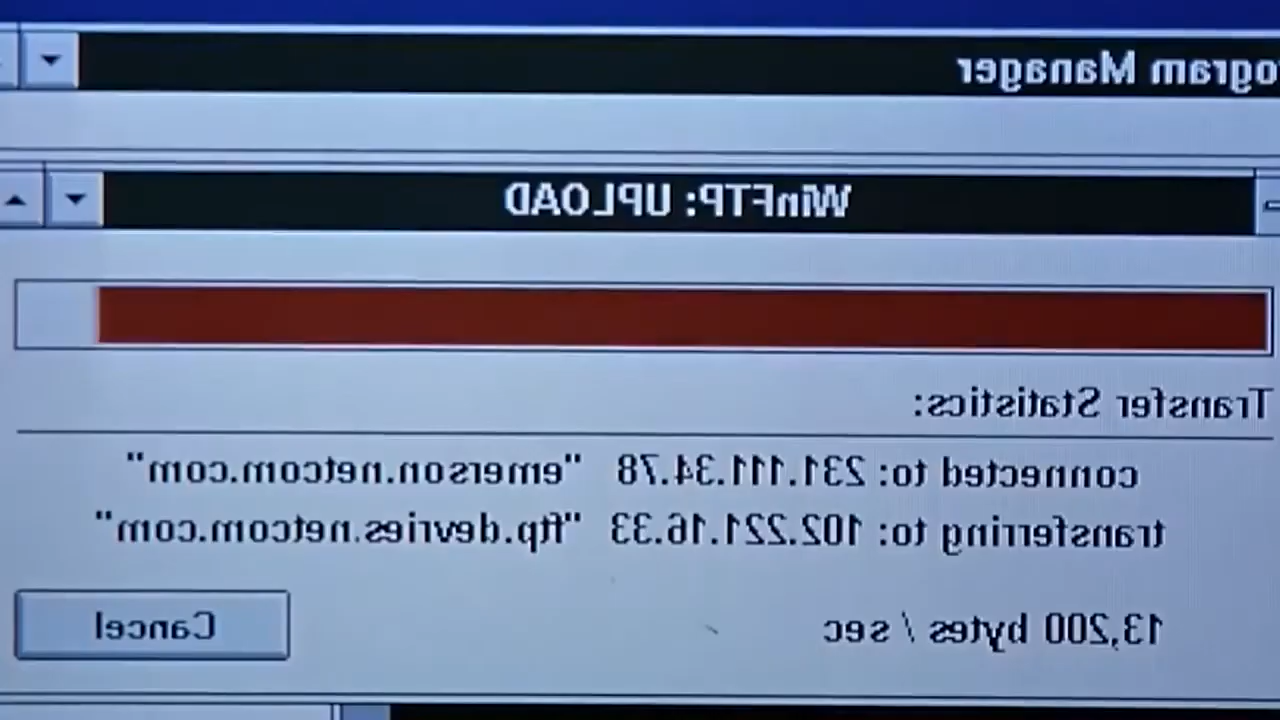 ogram Manager
WinFTP: UPLOAD
Transfer Statistics:
connected to: 231.111.34.78 "emerson.netcom.com"
transferring to: 102.221.16.33 "ftp.devries.netcom.com"
13,200 bytes / sec
Cancel